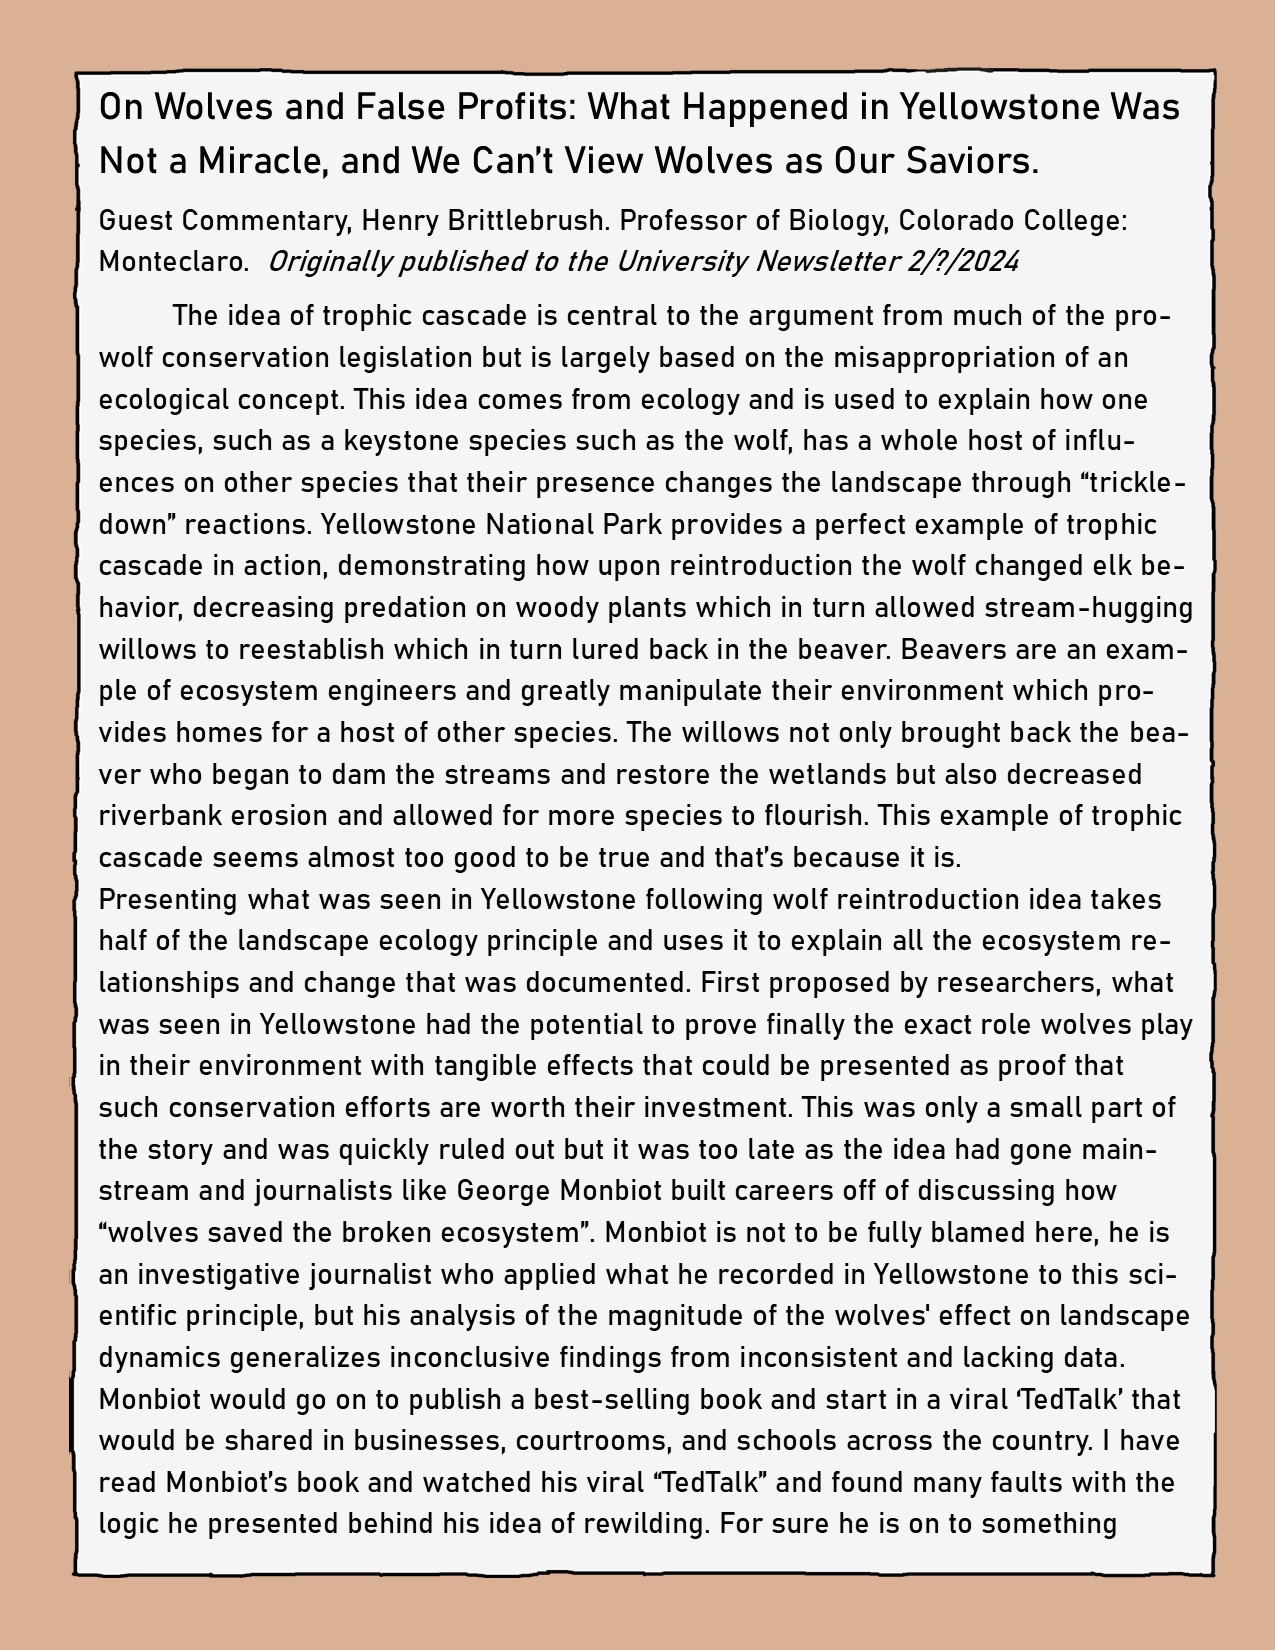 On Wolves and False Profits: What Happened in Yellowstone Was
Not a Miracle, and We Can't View Wolves as Our Saviors.
Guest Commentary, Henry Brittlebrush. Professor of Biology, Colorado College:
Monteclaro. Originally published to the University Newsletter 2/?/2024
The idea of trophic cascade is central to the argument from much of the pro-
wolf conservation legislation but is largely based on the misappropriation of an
ecological concept. This idea comes from ecology and is used to explain how one
species, such as a keystone species such as the wolf, has a whole host of influ-
ences on other species that their presence changes the landscape through “trickle-
down” reactions. Yellowstone National Park provides a perfect example of trophic
cascade in action, demonstrating how upon reintroduction the wolf changed elk be-
havior, decreasing predation on woody plants which in turn allowed stream-hugging
willows to reestablish which in turn lured back in the beaver. Beavers are an exam-
ple of ecosystem engineers and greatly manipulate their environment which pro-
vides homes for a host of other species. The willows not only brought back the bea-
ver who began to dam the streams and restore the wetlands but also decreased
riverbank erosion and allowed for more species to flourish. This example of trophic
cascade seems almost too good to be true and that’s because it is.
Presenting what was seen in Yellowstone following wolf reintroduction idea takes
half of the landscape ecology principle and uses it to explain all the ecosystem re-
lationships and change that was documented. First proposed by researchers, what
was seen in Yellowstone had the potential to prove finally the exact role wolves play
in their environment with tangible effects that could be presented as proof that
such conservation efforts are worth their investment. This was only a small part of
the story and was quickly ruled out but it was too late as the idea had gone main-
stream and journalists like George Monbiot built careers off of discussing how
“wolves saved the broken ecosystem”. Monbiot is not to be fully blamed here, he is
an investigative journalist who applied what he recorded in Yellowstone to this sci-
entific principle, but his analysis of the magnitude of the wolves' effect on landscape
dynamics generalizes inconclusive findings from inconsistent and lacking data.
Monbiot would go on to publish a best-selling book and start in a viral ‘TedTalk’ that
would be shared in businesses, courtrooms, and schools across the country. I have
read Monbiot’s book and watched his viral “TedTalk” and found many faults with the
logic he presented behind his idea of rewilding. For sure he is on to something